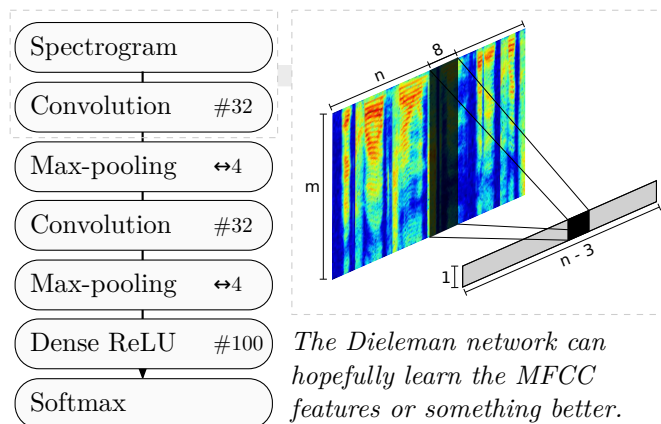 Spectrogram
Convolution #32
Max-pooling ↔4
Convolution #32
Max-pooling ↔4
Dense ReLU #100
Softmax
n
8
m
1
n - 3
The Dieleman network can
hopefully learn the MFCC
features or something better.